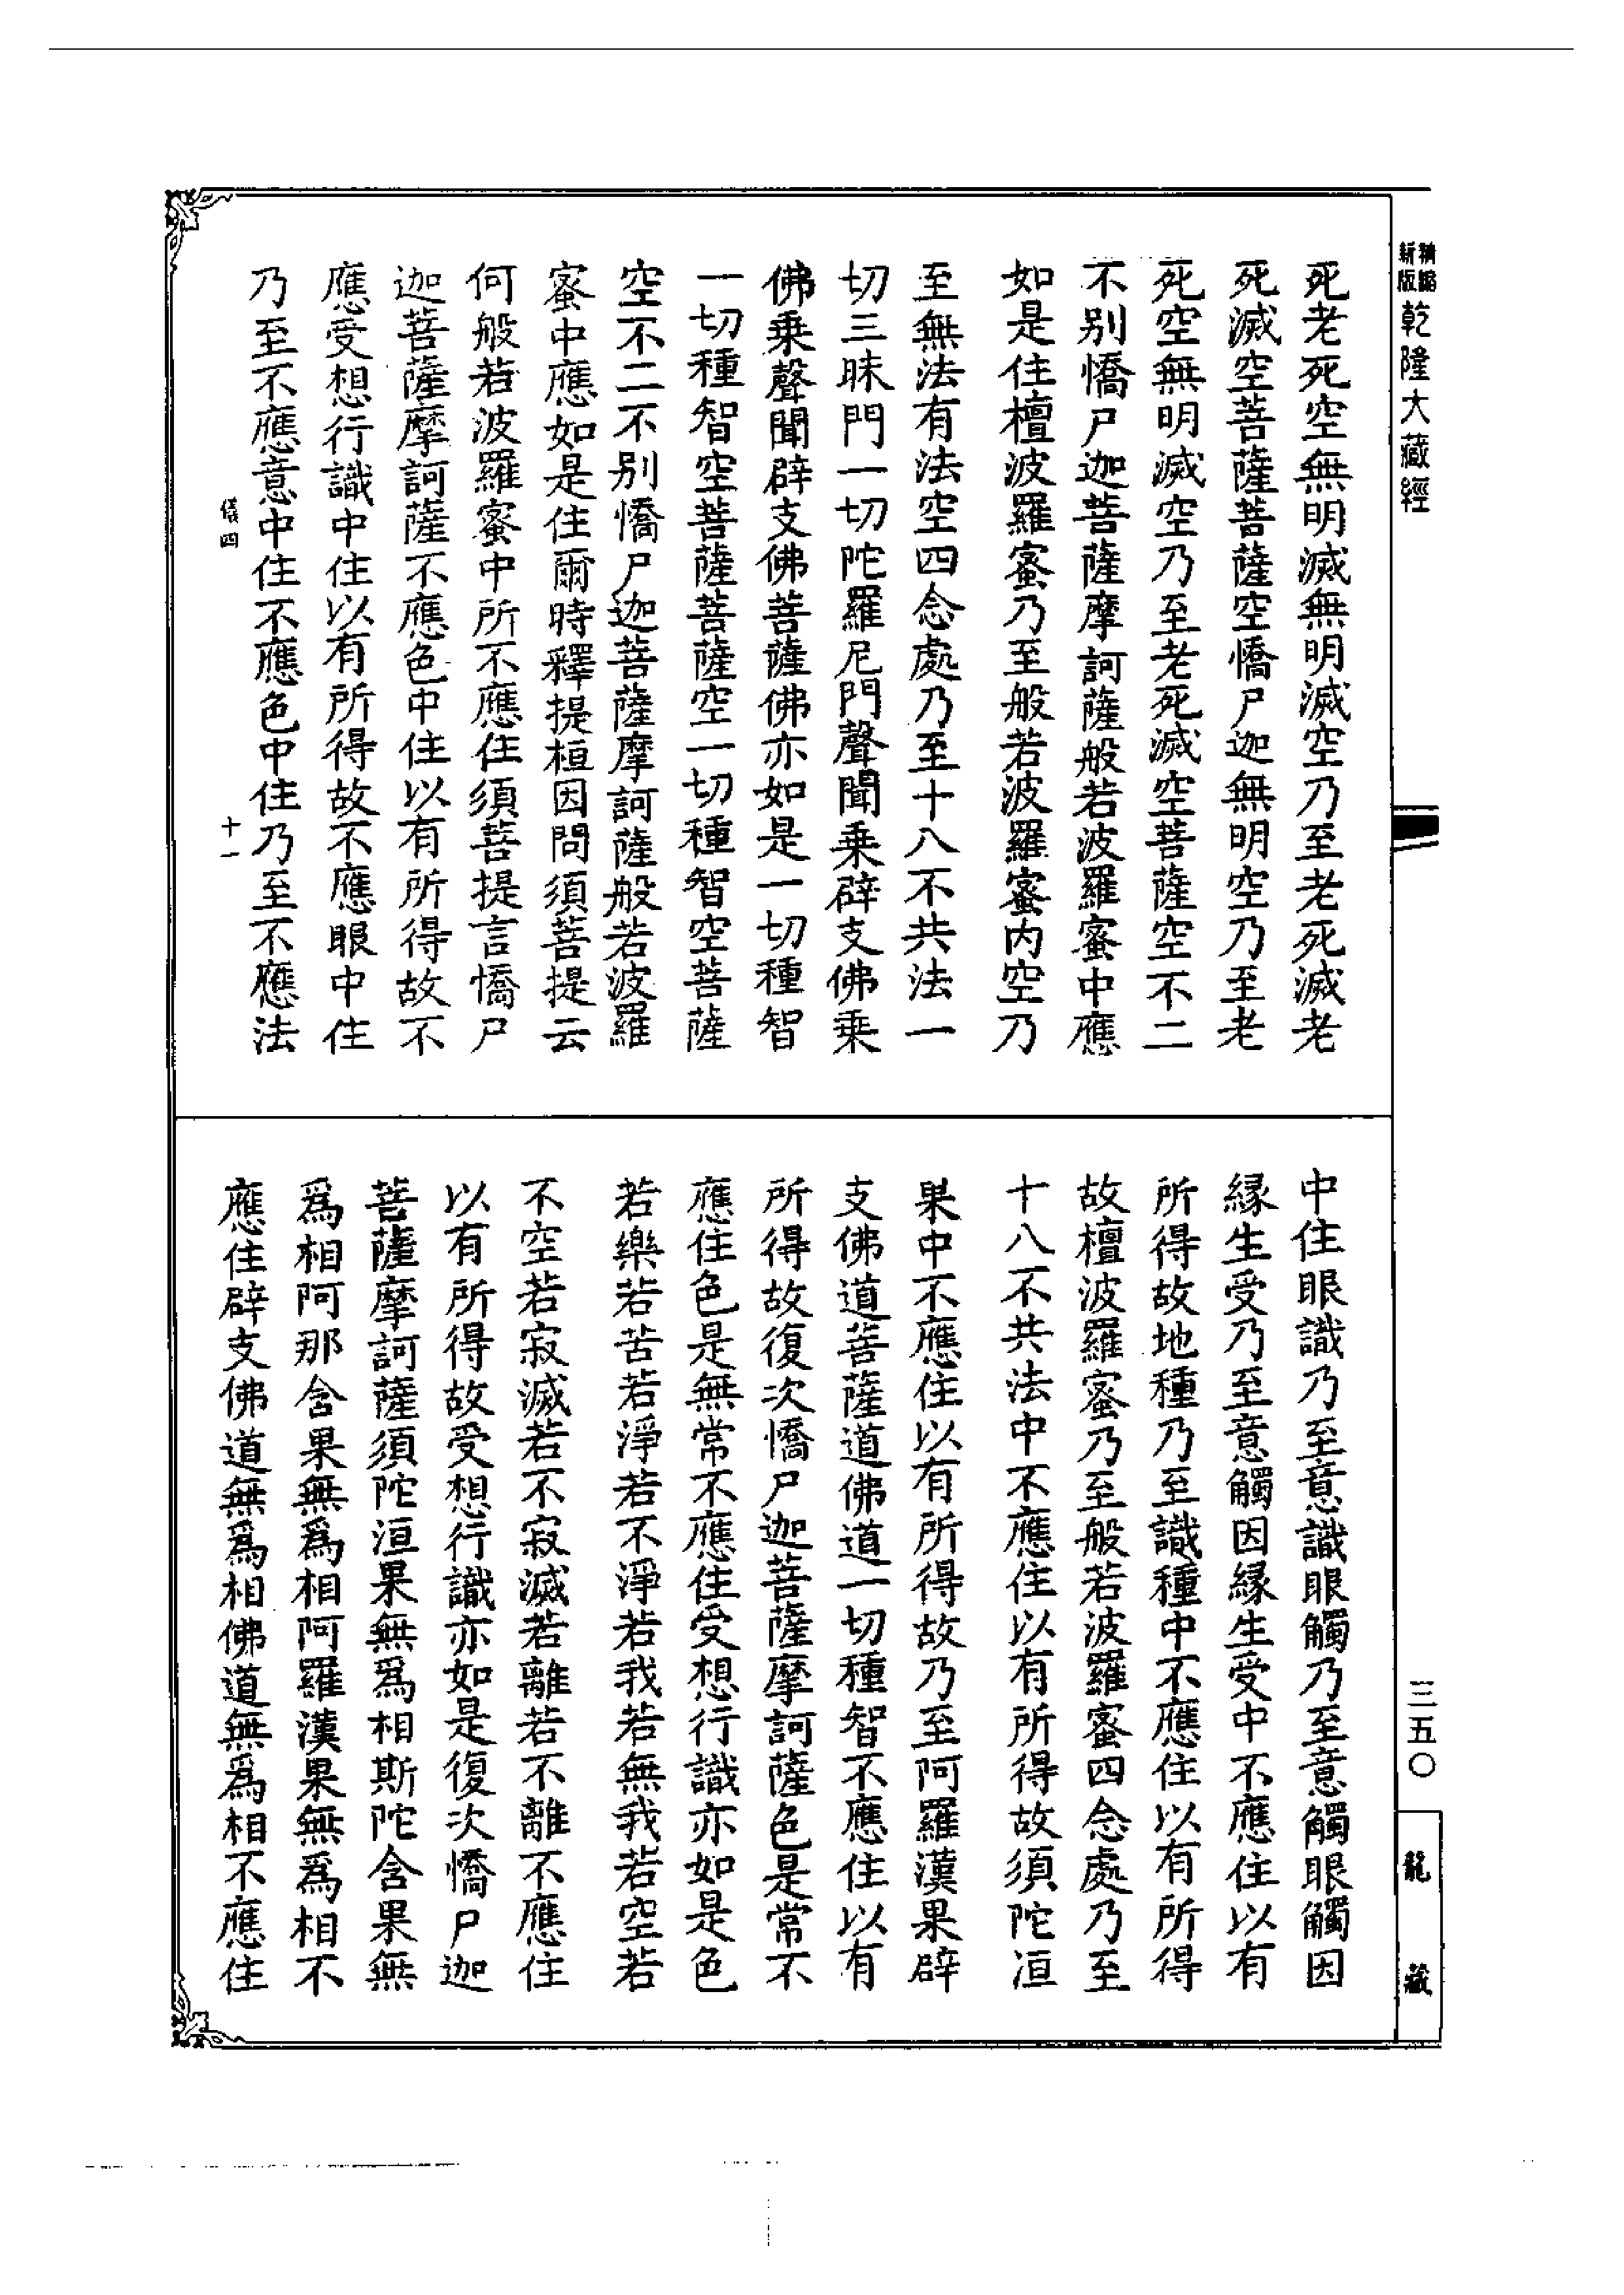 精縮
新版
乾隆大藏經
死老死空無明滅無明滅空乃至老死滅老
死滅空菩薩菩薩空憍尸迦無明空乃至老
死空無明滅空乃至老死滅空菩薩空不二
不別憍尸迦菩薩摩訶薩般若波羅蜜中應
如是住檀波羅蜜乃至般若波羅蜜內空乃
至無法有法空四念處乃至十八不共法一
切三昧門一切陀羅尼門聲聞乘辟支佛乘
佛乘聲聞辟支佛菩薩佛亦如是一切種智
一切種智空菩薩菩薩空一切種智空菩薩
空不二不別憍尸迦菩薩摩訶薩般若波羅
蜜中應如是住爾時釋提桓因問須菩提云
何般若波羅蜜中所不應住須菩提言憍尸
迦菩薩摩訶薩不應色中住以有所得故不
應受想行識中住以有所得故不應眼中住
乃至不應意中住不應色中住乃至不應法
儀四
十一
中住眼識乃至意識眼觸乃至意觸眼觸因
緣生受乃至意觸因緣生受中不應住以有
所得故地種乃至識種中不應住以有所得
故檀波羅蜜乃至般若波羅蜜四念處乃至
十八不共法中不應住以有所得故須陀洹
果中不應住以有所得故乃至阿羅漢果辟
支佛道菩薩道佛道一切種智不應住以有
所得故復次憍尸迦菩薩摩訶薩色是常不
應住色是無常不應住受想行識亦如是色
若樂若苦若淨若不淨若我若無我若空若
不空若寂滅若不寂滅若離若不離不應住
以有所得故受想行識亦如是復次憍尸迦
菩薩摩訶薩須陀洹果無爲相斯陀含果無
爲相阿那含果無爲相阿羅漢果無爲相不
應住辟支佛道無爲相佛道無爲相不應住
三五〇
龍藏